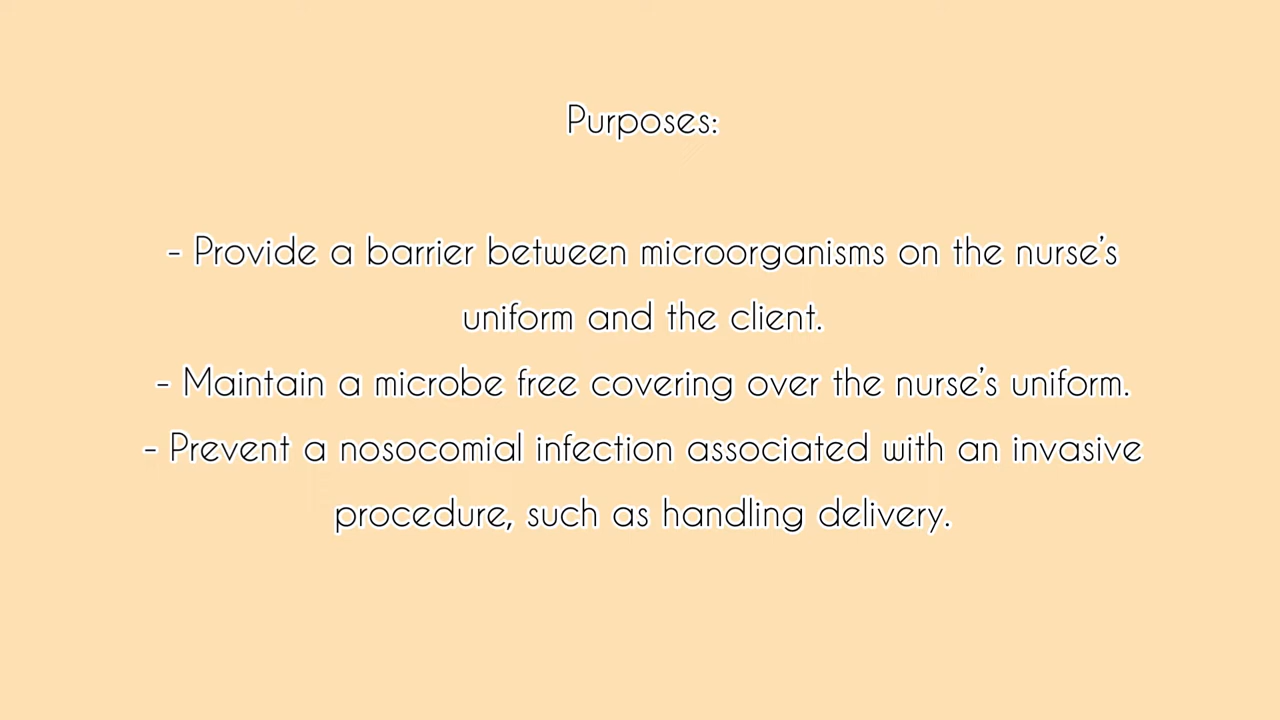 Purposes:
- Provide a barrier between microorganisms on the nurse's
uniform and the client.
- Maintain a microbe free covering over the nurse's uniform.
- Prevent a nosocomial infection associated with an invasive
procedure, such as handling delivery.